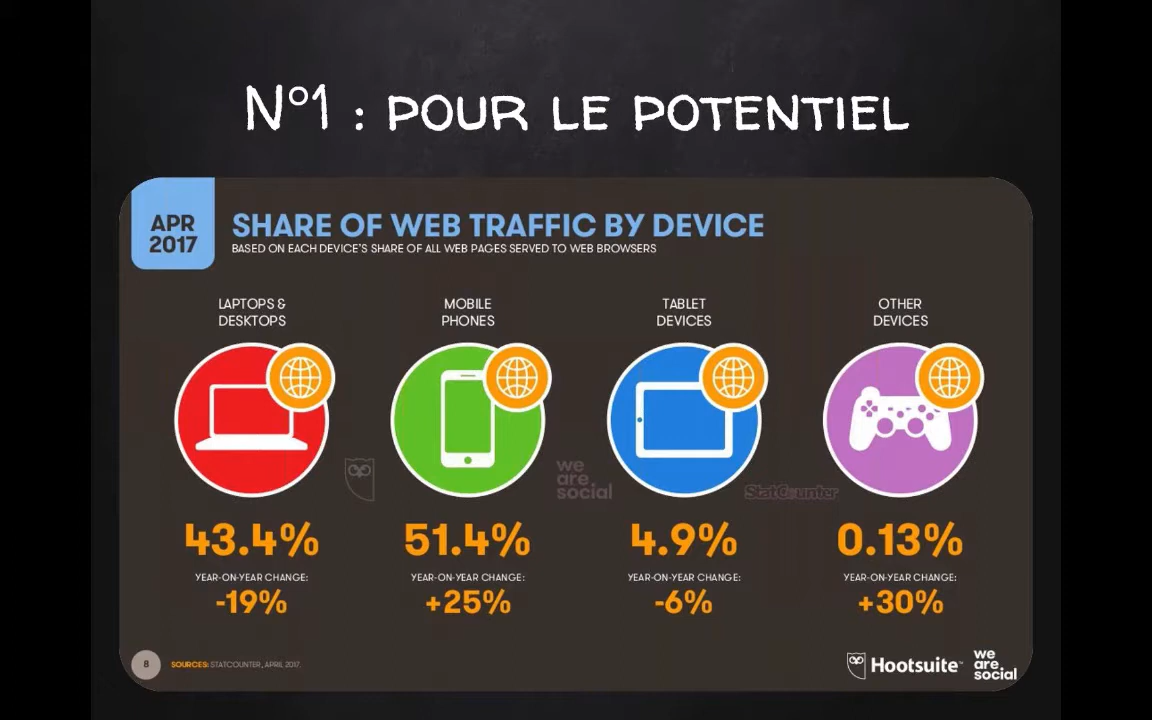 N°1 : POUR LE POTENTIEL
APR
2017
SHARE OF WEB TRAFFIC BY DEVICE
BASED ON EACH DEVICE'S SHARE OF ALL WEB PAGES SERVED TO WEB BROWSERS
LAPTOPS &
DESKTOPS
MOBILE
PHONES
TABLET
DEVICES
OTHER
DEVICES
we
are
social
StatCounter
43.4%
51.4%
4.9%
0.13%
YEAR-ON-YEAR CHANGE:
YEAR-ON-YEAR CHANGE:
YEAR-ON-YEAR CHANGE:
YEAR-ON-YEAR CHANGE:
-19%
+25%
-6%
+30%
8
SOURCES: STATCOUNTER, APRIL 2017.
Hootsuite™
we
are
social